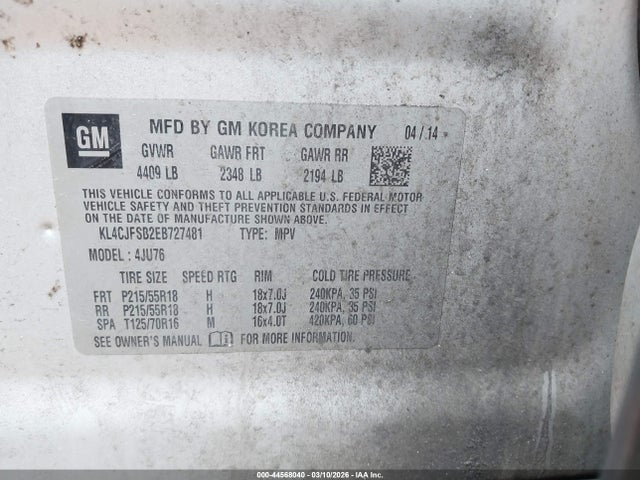 GM
MFD BY GM KOREA COMPANY 04/14
GVWR GAWR FRT GAWR RR
4409 LB 2348 LB 2194 LB
THIS VEHICLE CONFORMS TO ALL APPLICABLE U.S. FEDERAL MOTOR
VEHICLE SAFETY, BUMPER, AND THEFT PREVENTION STANDARDS IN
EFFECT ON THE DATE OF MANUFACTURE SHOWN ABOVE.
KL4CJFSB2EB727481 TYPE: MPV
MODEL: 4JU76
TIRE SIZE SPEED RTG RIM COLD TIRE PRESSURE
FRT P215/55R18 H 18x7.0J 240KPA, 35 PSI
RR P215/55R18 H 18x7.0J 240KPA, 35 PSI
SPA T125/70R16 M 16x4.0T 420KPA, 60 PSI
SEE OWNER'S MANUAL FOR MORE INFORMATION.
000-44568040 | 03/10/2026 - IAA Inc.